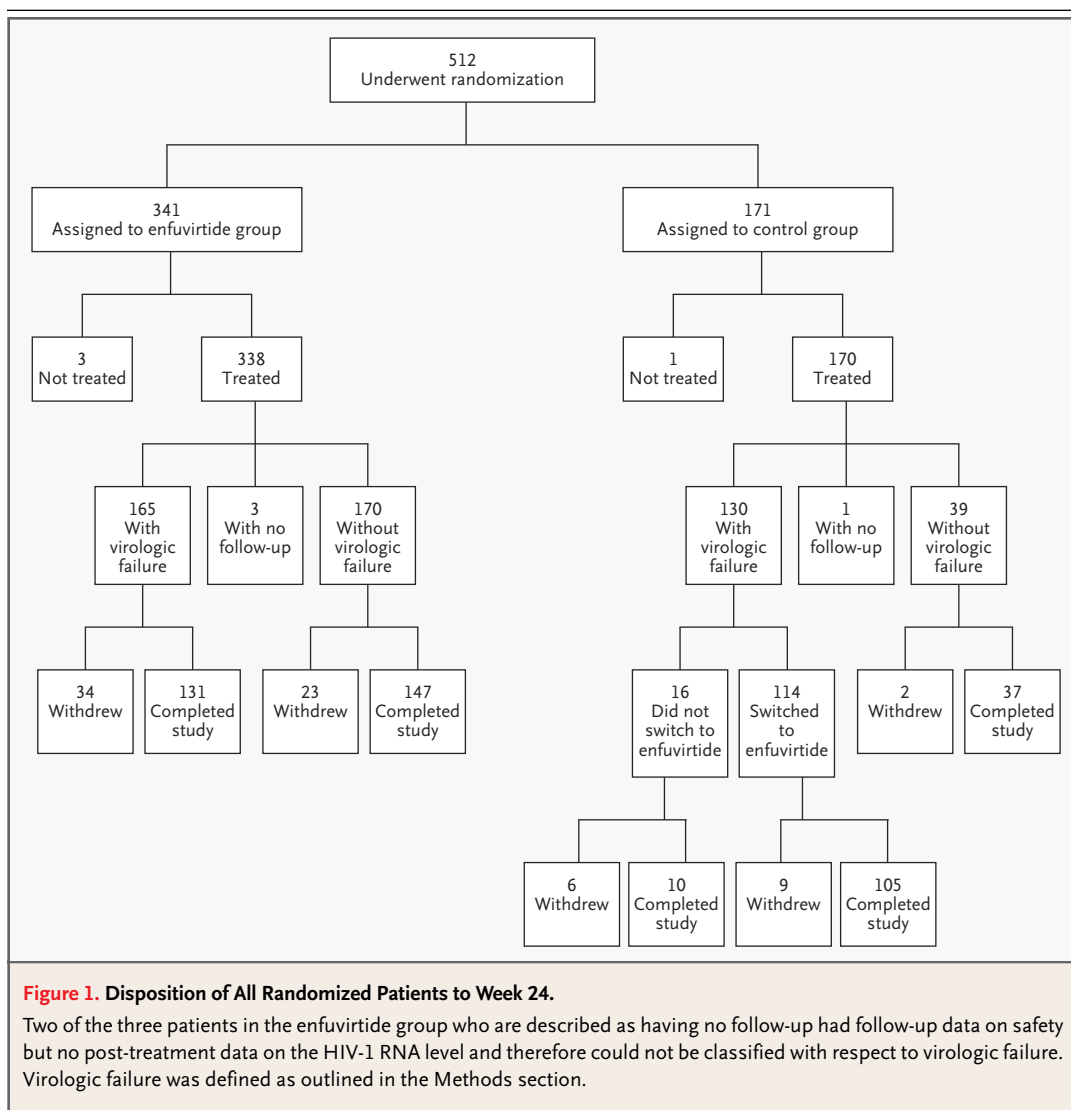 512
Underwent randomization
341
Assigned to enfuvirtide group
171
Assigned to control group
3
Not treated
338
Treated
1
Not treated
170
Treated
165
With
virologic
failure
3
With no
follow-up
170
Without
virologic
failure
130
With
virologic
failure
1
With no
follow-up
39
Without
virologic
failure
34
Withdrew
131
Completed
study
23
Withdrew
147
Completed
study
16
Did not
switch to
enfuvirtide
114
Switched
to
enfuvirtide
2
Withdrew
37
Completed
study
6
Withdrew
10
Completed
study
9
Withdrew
105
Completed
study
Figure 1. Disposition of All Randomized Patients to Week 24.
Two of the three patients in the enfuvirtide group who are described as having no follow-up had follow-up data on safety
but no post-treatment data on the HIV-1 RNA level and therefore could not be classified with respect to virologic failure.
Virologic failure was defined as outlined in the Methods section.